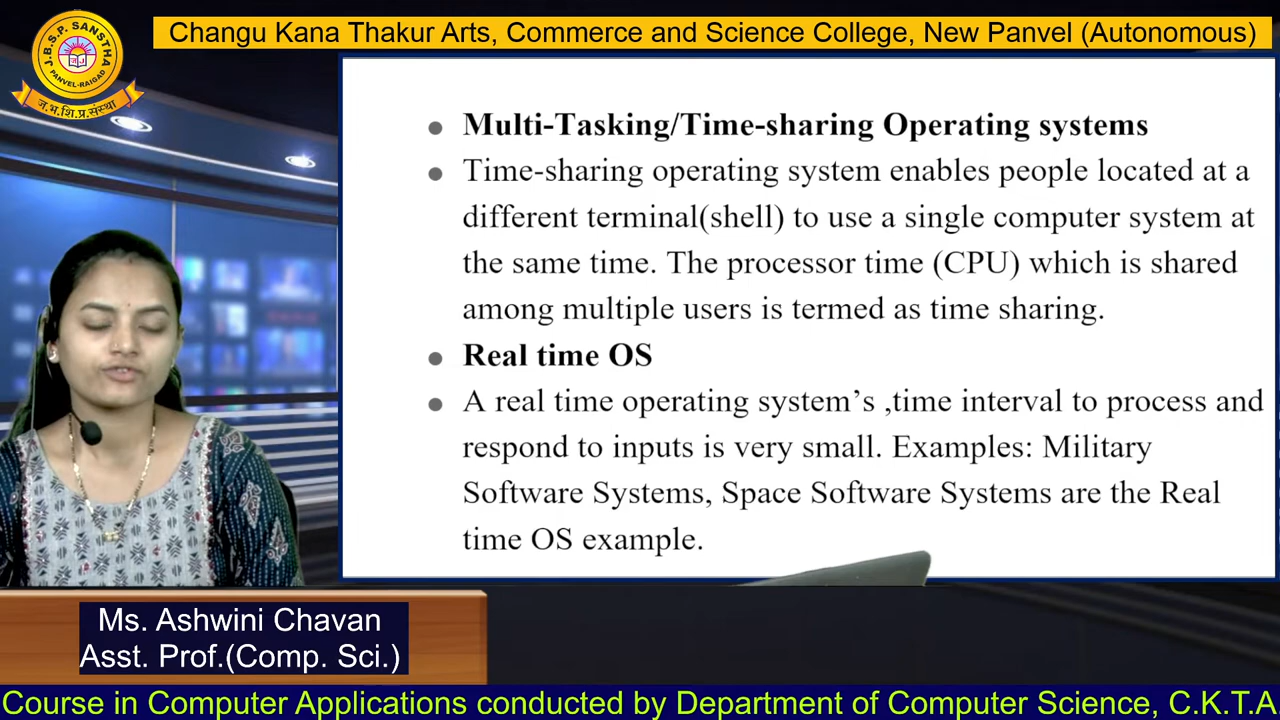 Changu Kana Thakur Arts, Commerce and Science College, New Panvel (Autonomous)
J.B.S.P. SANSTHA
PANVEL-RAIGAD
ज.भ.शि.प्र.संस्था
Multi-Tasking/Time-sharing Operating systems
Time-sharing operating system enables people located at a
different terminal(shell) to use a single computer system at
the same time. The processor time (CPU) which is shared
among multiple users is termed as time sharing.
Real time OS
A real time operating system’s ,time interval to process and
respond to inputs is very small. Examples: Military
Software Systems, Space Software Systems are the Real
time OS example.
Ms. Ashwini Chavan
Asst. Prof.(Comp. Sci.)
Course in Computer Applications conducted by Department of Computer Science, C.K.T.A